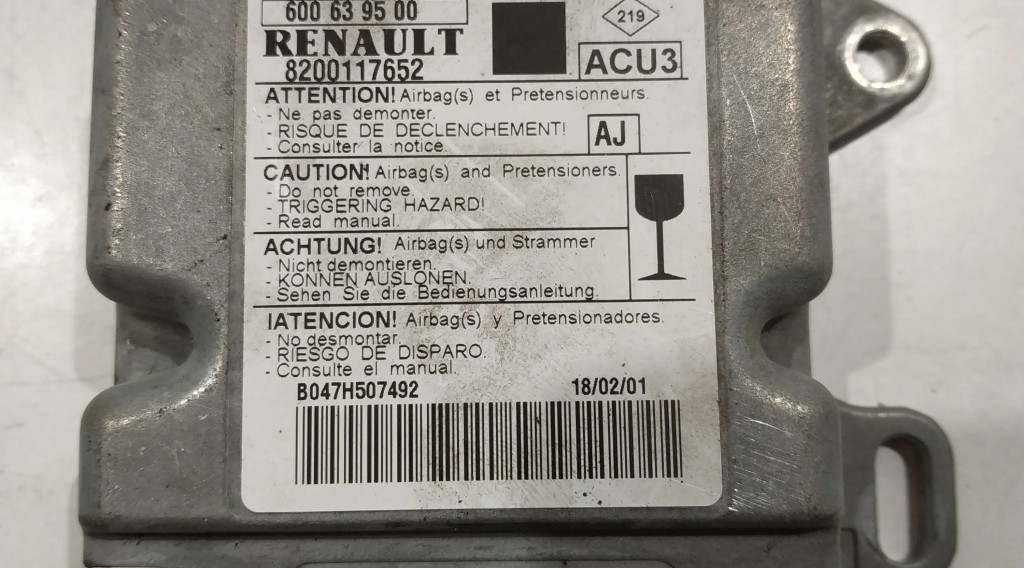 600 63 95 00
RENAULT
8200117652
219
ACU3
ATTENTION! Airbag(s) et Pretensionneurs.
- Ne pas demonter.
- RISQUE DE DECLENCHEMENT!
- Consulter la notice.
AJ
CAUTION! Airbag(s) and Pretensioners.
- Do not remove.
- TRIGGERING HAZARD!
- Read manual.
ACHTUNG! Airbag(s) und Strammer
- Nicht demontieren.
- KONNEN AUSLONEN.
- Sehen Sie die Bedienungsanleitung.
IATENCION! Airbag(s) y Pretensionadores.
- No desmontar.
- RIESGO DE DISPARO.
- Consulte el manual.
B047H507492 18/02/01